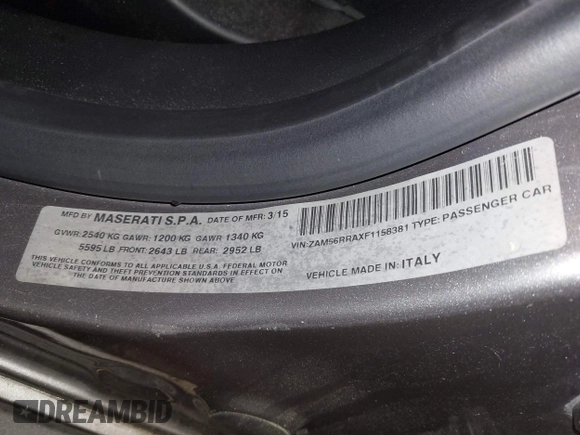 MFD BY MASERATI S.P.A. DATE OF MFR: 3/15
GVWR: 2540 KG GAWR: 1200 KG GAWR 1340 KG
5595 LB FRONT: 2643 LB REAR: 2952 LB
THIS VEHICLE CONFORMS TO ALL APPLICABLE U.S.A. FEDERAL MOTOR
VEHICLE SAFETY AND THEFT PREVENTION STANDARDS IN EFFECT ON
THE DATE OF MANUFACTURE SHOWN ABOVE
VIN: ZAM56RRAXF1158381 TYPE: PASSENGER CAR
VEHICLE MADE IN: ITALY
DREAMBID